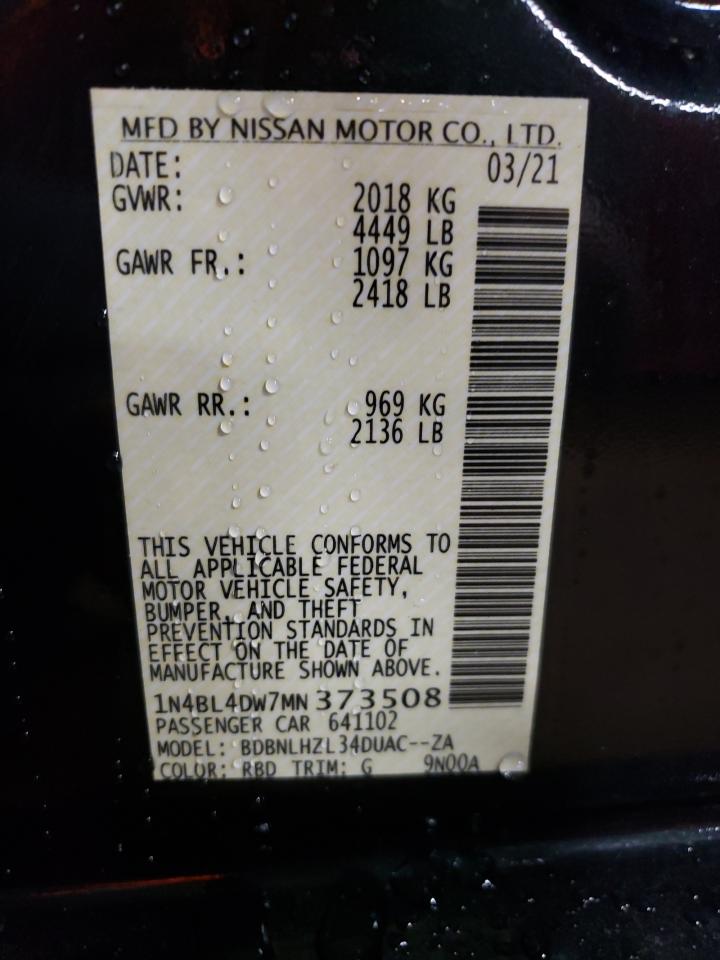 MFD BY NISSAN MOTOR CO., LTD.
DATE: 03/21
GVWR: 2018 KG
4449 LB
GAWR FR.: 1097 KG
2418 LB
GAWR RR.: 969 KG
2136 LB
THIS VEHICLE CONFORMS TO
ALL APPLICABLE FEDERAL
MOTOR VEHICLE SAFETY,
BUMPER, AND THEFT
PREVENTION STANDARDS IN
EFFECT ON THE DATE OF
MANUFACTURE SHOWN ABOVE.
1N4BL4DW7MN 373508
PASSENGER CAR 641102
MODEL: BDBNLHZL34DUAC--ZA
COLOR: RBD TRIM: G 9N00A